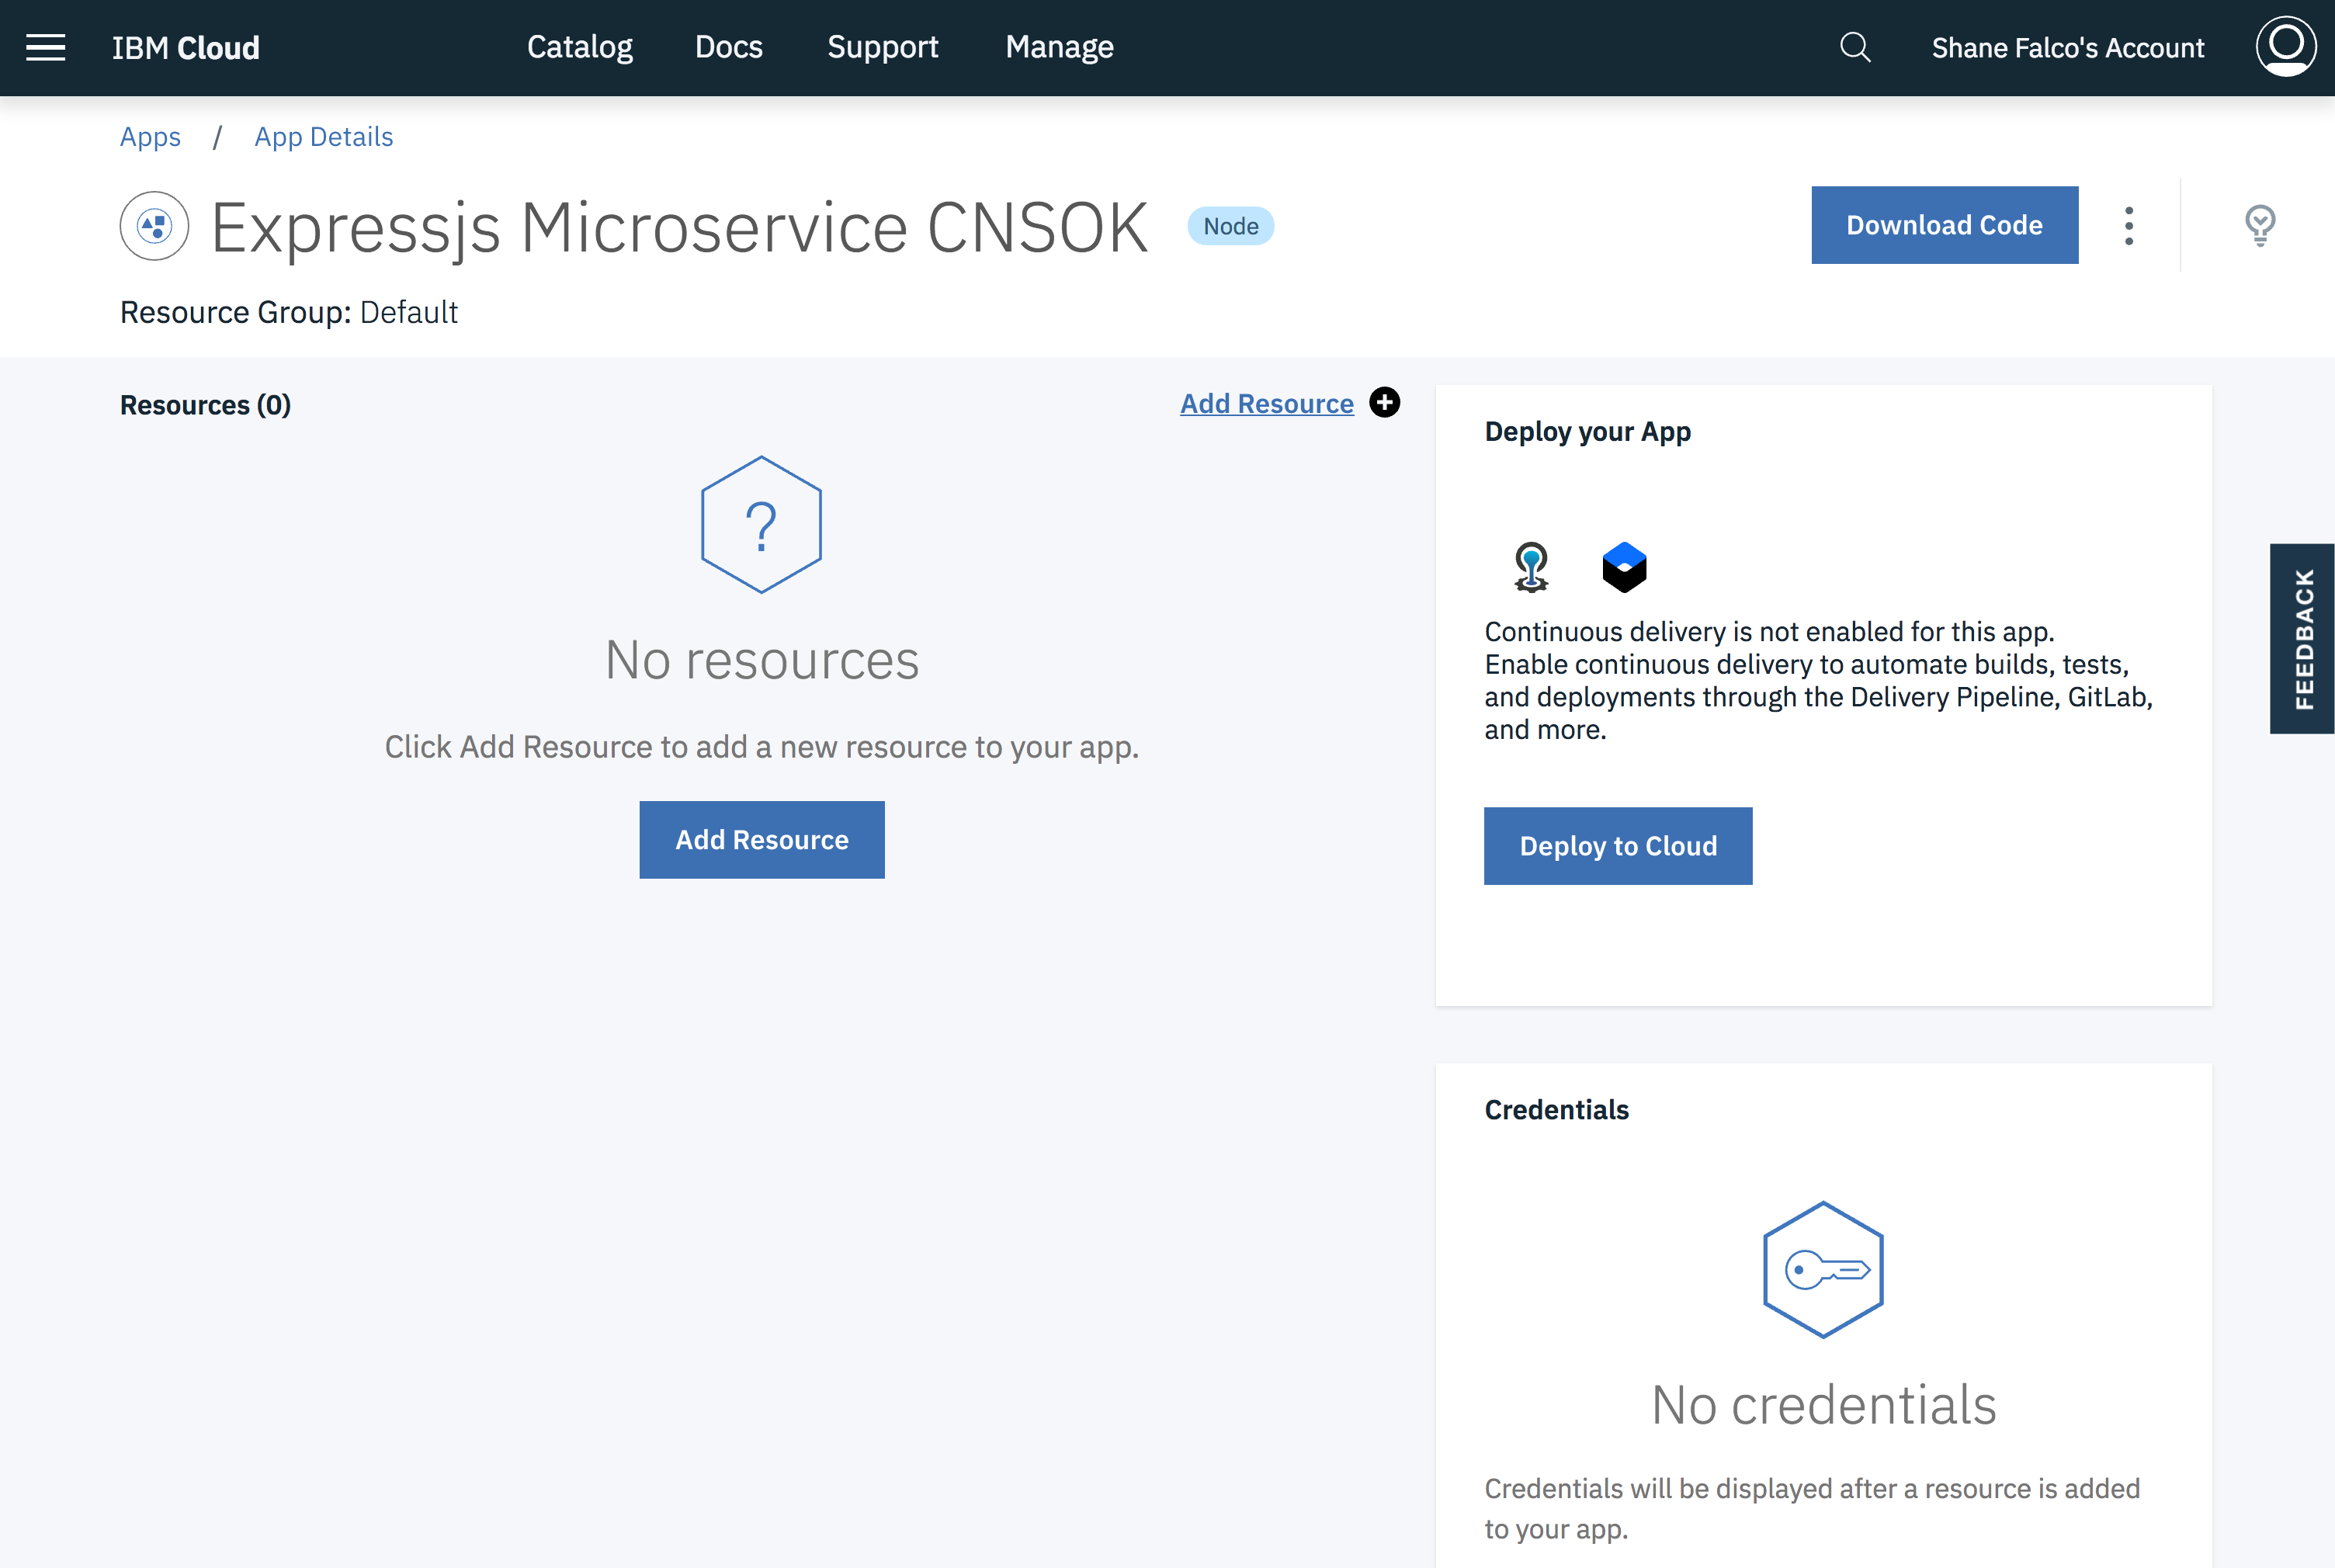 IBM Cloud
Catalog
Docs
Support
Manage
Shane Falco's Account
Apps / App Details
Expressjs Microservice CNSOK
Node
Download Code
Resource Group: Default
Resources (0)
Add Resource
?
No resources
Click Add Resource to add a new resource to your app.
Add Resource
Deploy your App
Continuous delivery is not enabled for this app.
Enable continuous delivery to automate builds, tests,
and deployments through the Delivery Pipeline, GitLab,
and more.
Deploy to Cloud
FEEDBACK
Credentials
No credentials
Credentials will be displayed after a resource is added
to your app.